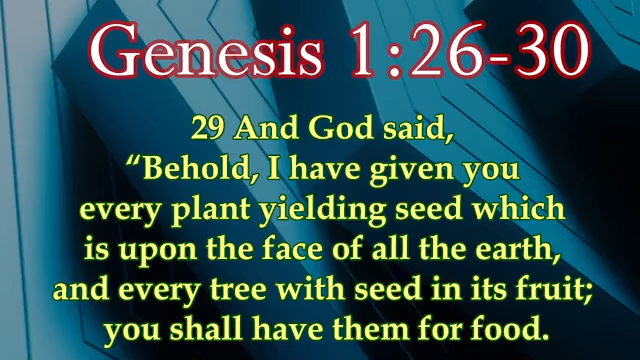 Genesis 1:26-30
29 And God said,
“Behold, I have given you
every plant yielding seed which
is upon the face of all the earth,
and every tree with seed in its fruit;
you shall have them for food.